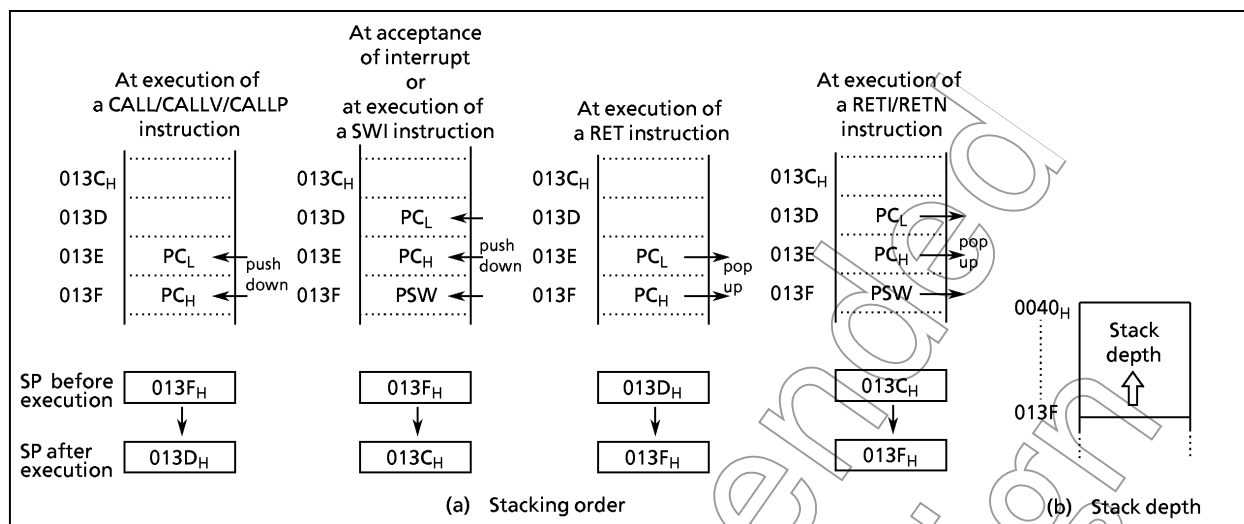 At execution of
a CALL/CALLV/CALLP
instruction
013CH
013D
013E PCL
013F PCH
push
down
At acceptance
of interrupt
or
at execution of
a SWI instruction
013CH
013D PCL
013E PCH
013F PSW
push
down
At execution of
a RET instruction
013CH
013D
013E PCL
013F PCH
pop
up
At execution of
a RETI/RETN
instruction
013CH
013D PCL
013E PCH
013F PSW
pop
up
SP before
execution
013FH 013FH 013DH 013CH
SP after
execution
013DH 013CH 013FH 013FH
(a) Stacking order
0040H
Stack
depth
013F
(b) Stack depth